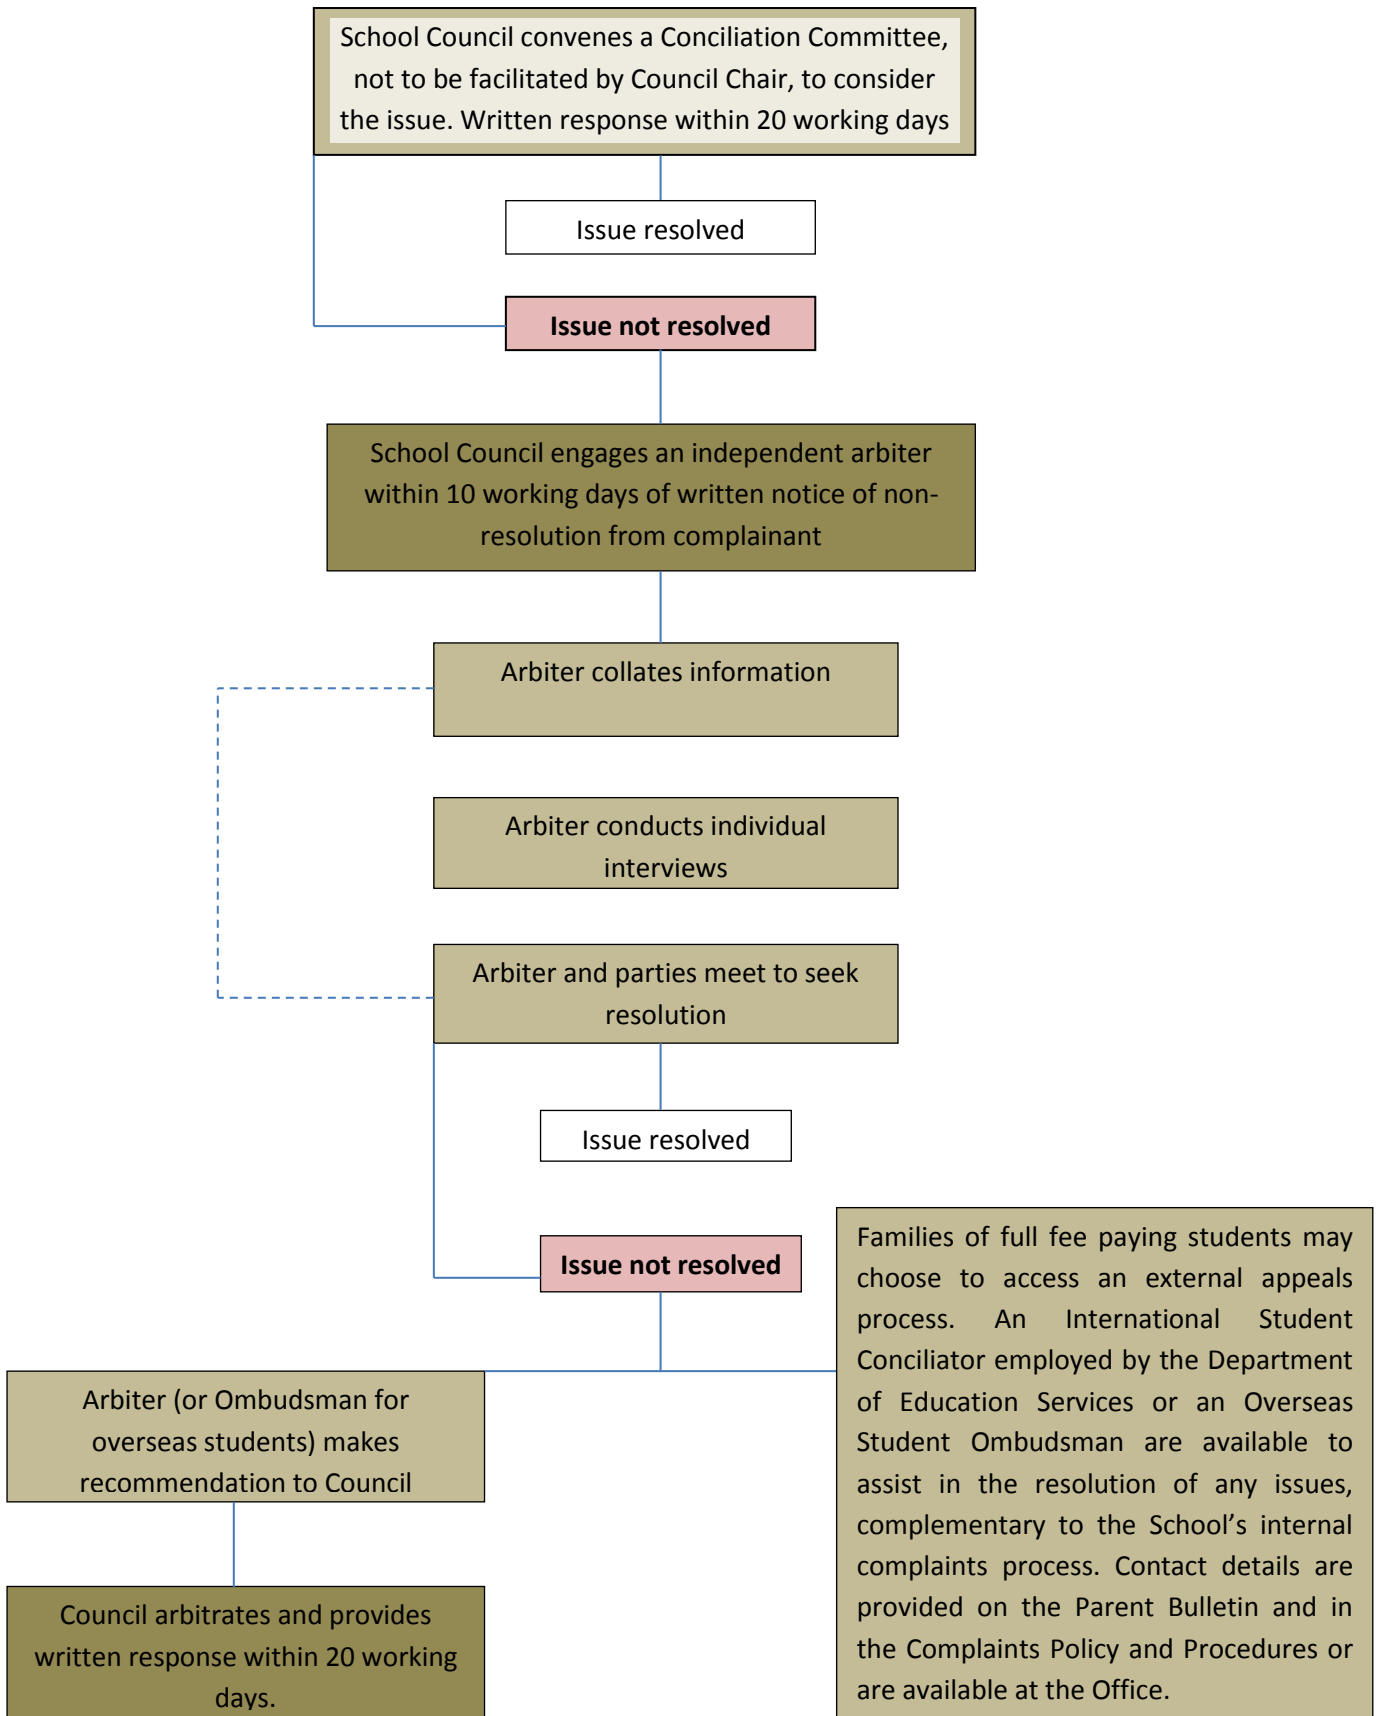 School Council convenes a Conciliation Committee,
not to be facilitated by Council Chair, to consider
the issue. Written response within 20 working days
Issue resolved
Issue not resolved
School Council engages an independent arbiter
within 10 working days of written notice of non-
resolution from complainant
Arbiter collates information
Arbiter conducts individual
interviews
Arbiter and parties meet to seek
resolution
Issue resolved
Issue not resolved
Arbiter (or Ombudsman for
overseas students) makes
recommendation to Council
Council arbitrates and provides
written response within 20 working
days.
Families of full fee paying students may
choose to access an external appeals
process. An International Student
Conciliator employed by the Department
of Education Services or an Overseas
Student Ombudsman are available to
assist in the resolution of any issues,
complementary to the School’s internal
complaints process. Contact details are
provided on the Parent Bulletin and in
the Complaints Policy and Procedures or
are available at the Office.